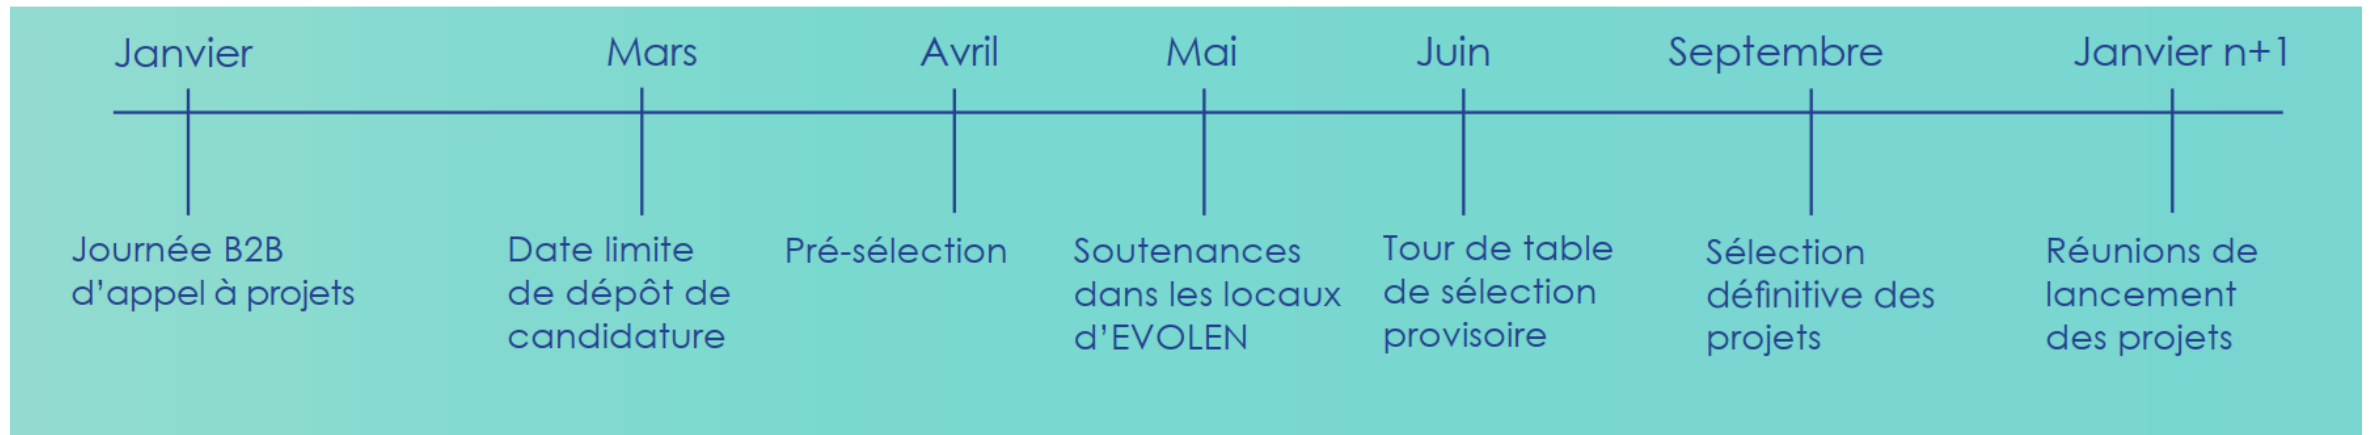 Janvier
Mars
Avril
Mai
Juin
Septembre
Janvier n+1
Journée B2B
d'appel à projets
Date limite
de dépôt de
candidature
Pré-sélection
Soutenances
dans les locaux
d'EVOLEN
Tour de table
de sélection
provisoire
Sélection
définitive des
projets
Réunions de
lancement
des projets